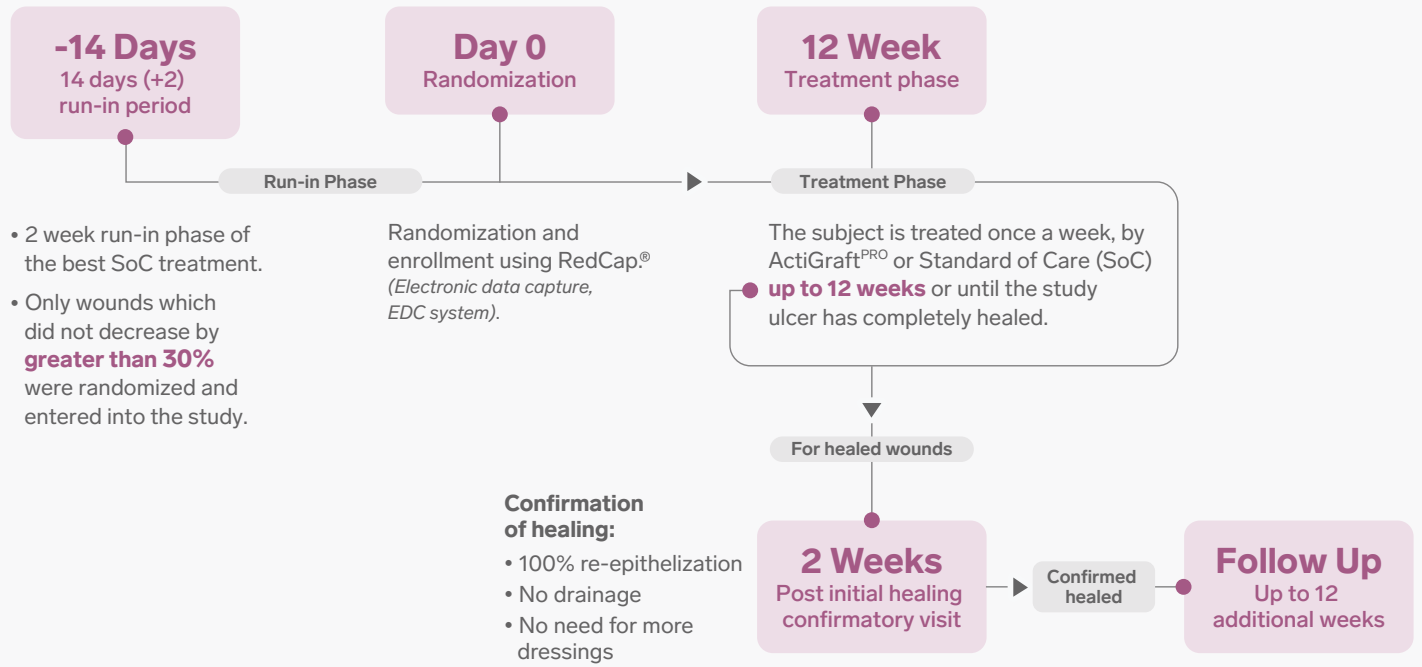 -14 Days
14 days (+2)
run-in period
Day 0
Randomization
12 Week
Treatment phase
Run-in Phase
Treatment Phase
• 2 week run-in phase of
the best SoC treatment.
• Only wounds which
did not decrease by
greater than 30%
were randomized and
entered into the study.
Randomization and
enrollment using RedCap.®
(Electronic data capture,
EDC system).
The subject is treated once a week, by
ActiGraftPRO or Standard of Care (SoC)
up to 12 weeks or until the study
ulcer has completely healed.
For healed wounds
Confirmation
of healing:
• 100% re-epithelization
• No drainage
• No need for more
dressings
2 Weeks
Post initial healing
confirmatory visit
Confirmed
healed
Follow Up
Up to 12
additional weeks